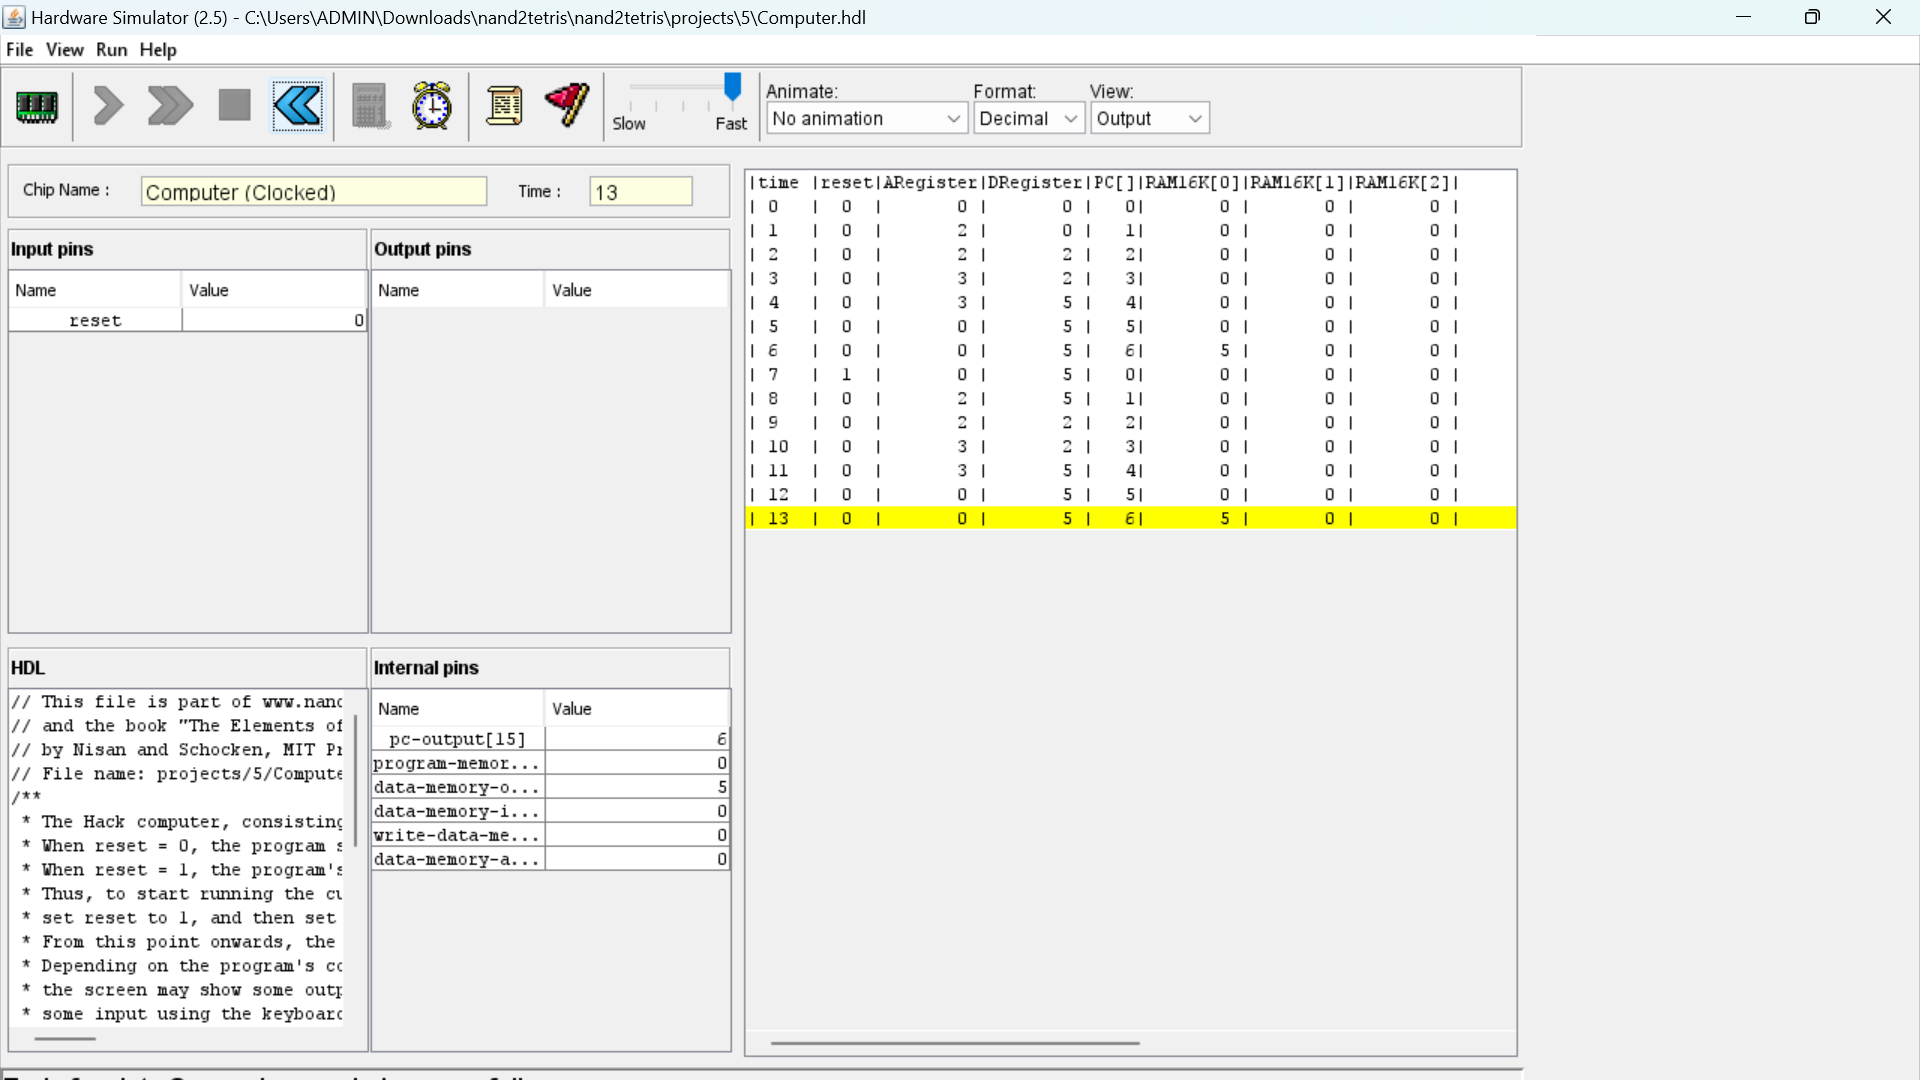 Hardware Simulator (2.5) - C:\Users\ADMIN\Downloads\nand2tetris\nand2tetris\projects\5\Computer.hdl
File View Run Help
Slow Fast
Animate: Format: View:
No animation Decimal Output
Chip Name : Computer (Clocked) Time : 13
Input pins
Name Value
reset 0
Output pins
Name Value
HDL
// This file is part of www.nanc
// and the book "The Elements of
// by Nisan and Schocken, MIT Pr
// File name: projects/5/Compute
/**
* The Hack computer, consisting
* When reset = 0, the program s
* When reset = 1, the program's
* Thus, to start running the cu
* set reset to 1, and then set
* From this point onwards, the
* Depending on the program's co
* the screen may show some outp
* some input using the keyboard
Internal pins
Name Value
pc-output[15] 6
program-memor... 0
data-memory-o... 5
data-memory-i... 0
write-data-me... 0
data-memory-a... 0
|time |reset|ARegister|DRegister|PC[]|RAM16K[0]|RAM16K[1]|RAM16K[2]|
| 0 | 0 | 0 | 0 | 0| 0 | 0 | 0 |
| 1 | 0 | 2 | 0 | 1| 0 | 0 | 0 |
| 2 | 0 | 2 | 2 | 2| 0 | 0 | 0 |
| 3 | 0 | 3 | 2 | 3| 0 | 0 | 0 |
| 4 | 0 | 3 | 5 | 4| 0 | 0 | 0 |
| 5 | 0 | 0 | 5 | 5| 0 | 0 | 0 |
| 6 | 0 | 0 | 5 | 6| 5 | 0 | 0 |
| 7 | 1 | 0 | 5 | 0| 0 | 0 | 0 |
| 8 | 0 | 2 | 5 | 1| 0 | 0 | 0 |
| 9 | 0 | 2 | 2 | 2| 0 | 0 | 0 |
| 10 | 0 | 3 | 2 | 3| 0 | 0 | 0 |
| 11 | 0 | 3 | 5 | 4| 0 | 0 | 0 |
| 12 | 0 | 0 | 5 | 5| 0 | 0 | 0 |
| 13 | 0 | 0 | 5 | 6| 5 | 0 | 0 |